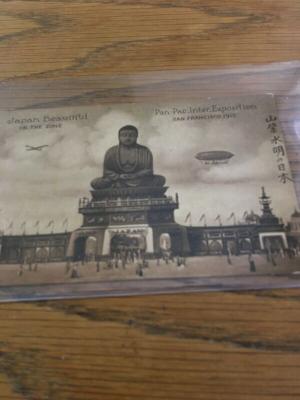 Japan Beautiful
ON THE ZONE
Pan-Pac. Inter. Exposition
SAN FRANCISCO 1915
山紫水明の日本